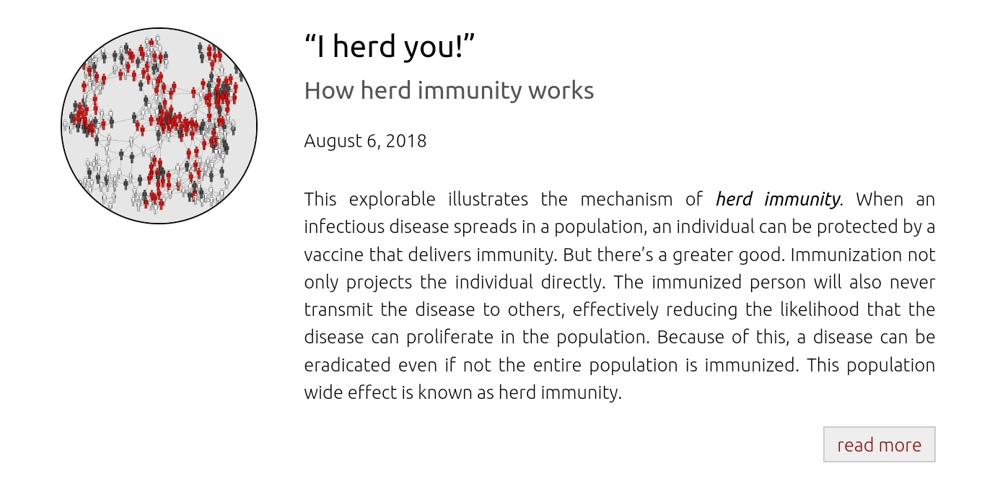 “I herd you!”
How herd immunity works
August 6, 2018
This explorable illustrates the mechanism of herd immunity. When an
infectious disease spreads in a population, an individual can be protected by a
vaccine that delivers immunity. But there’s a greater good. Immunization not
only projects the individual directly. The immunized person will also never
transmit the disease to others, effectively reducing the likelihood that the
disease can proliferate in the population. Because of this, a disease can be
eradicated even if not the entire population is immunized. This population
wide effect is known as herd immunity.
read more